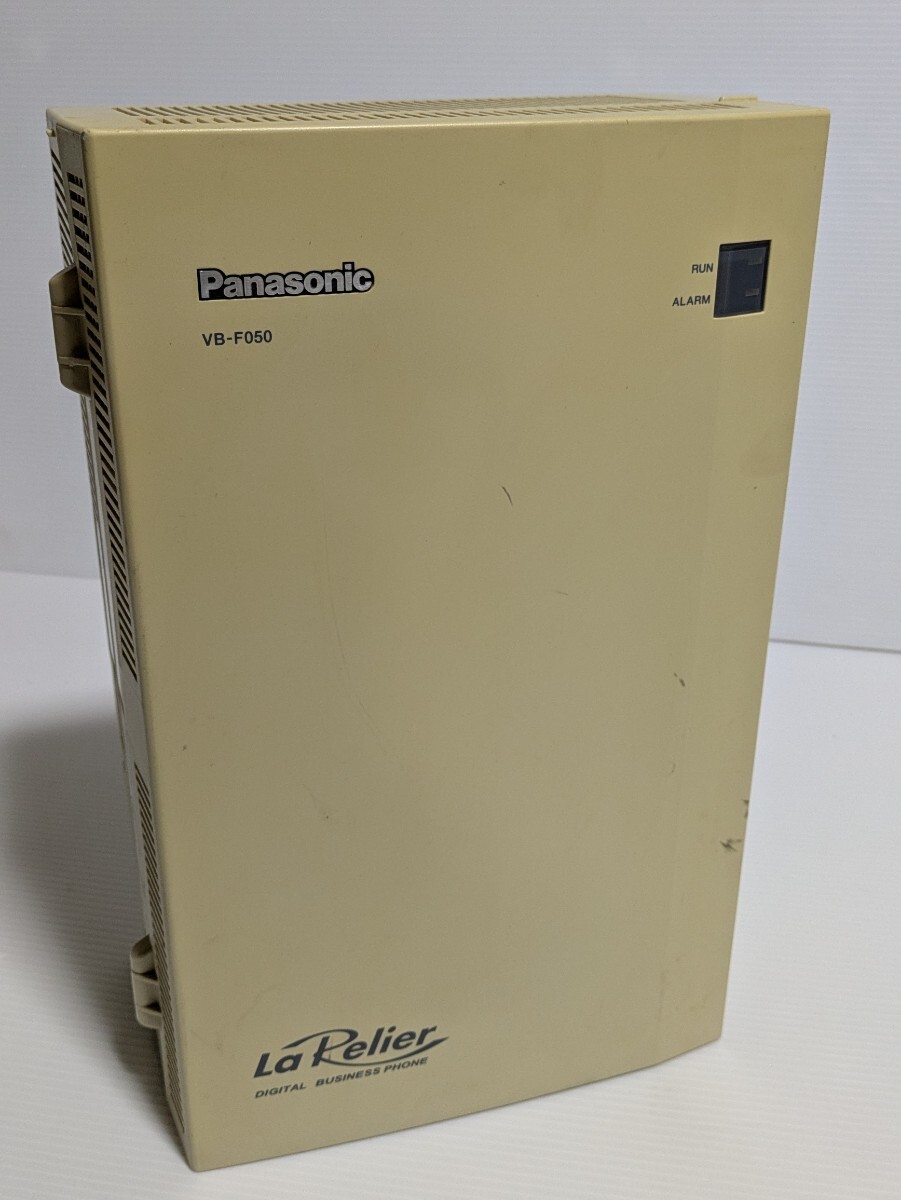 Panasonic
VB-F050
RUN
ALARM
La Relier
DIGITAL BUSINESS PHONE